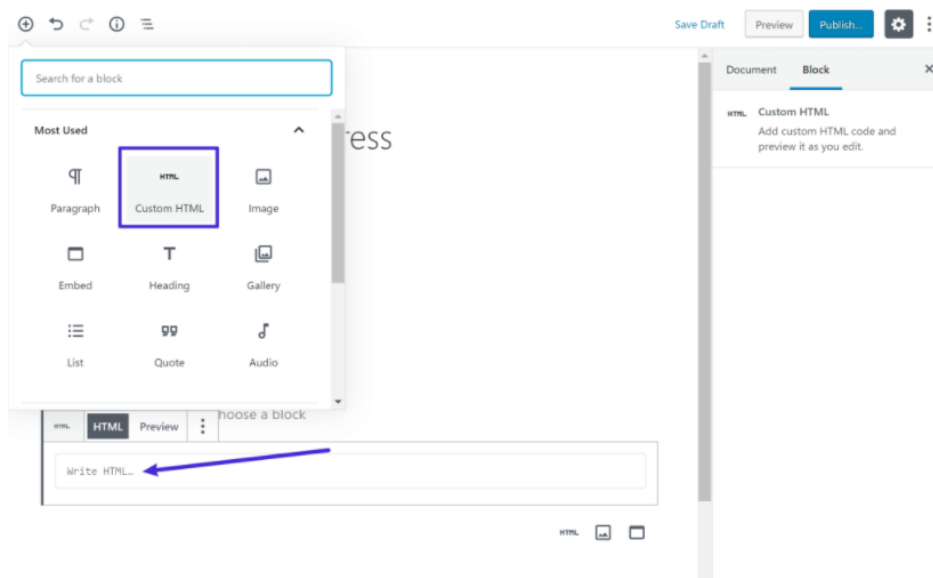 Save Draft
Preview
Publish...
Search for a block
Document
Block
Most Used
HTML
Custom HTML
Add custom HTML code and
preview it as you edit.
ress
HTML
Paragraph
Custom HTML
Image
Embed
Heading
Gallery
List
Quote
Audio
hoose a block
HTML
HTML
Preview
Write HTML…
HTML